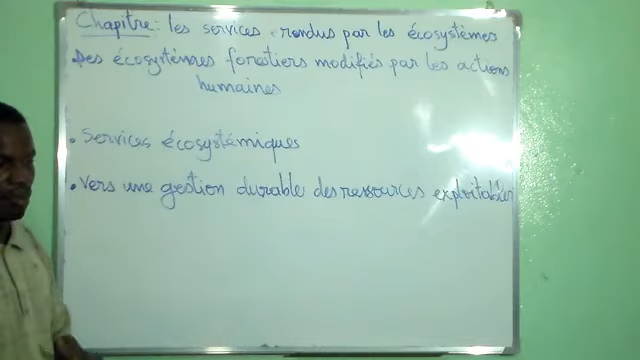 Chapitre: les services rendus par les écosystèmes
Des écosystèmes forestiers modifiés par les actions
humaines
• Services écosystémiques
• Vers une gestion durable des ressources exploitables